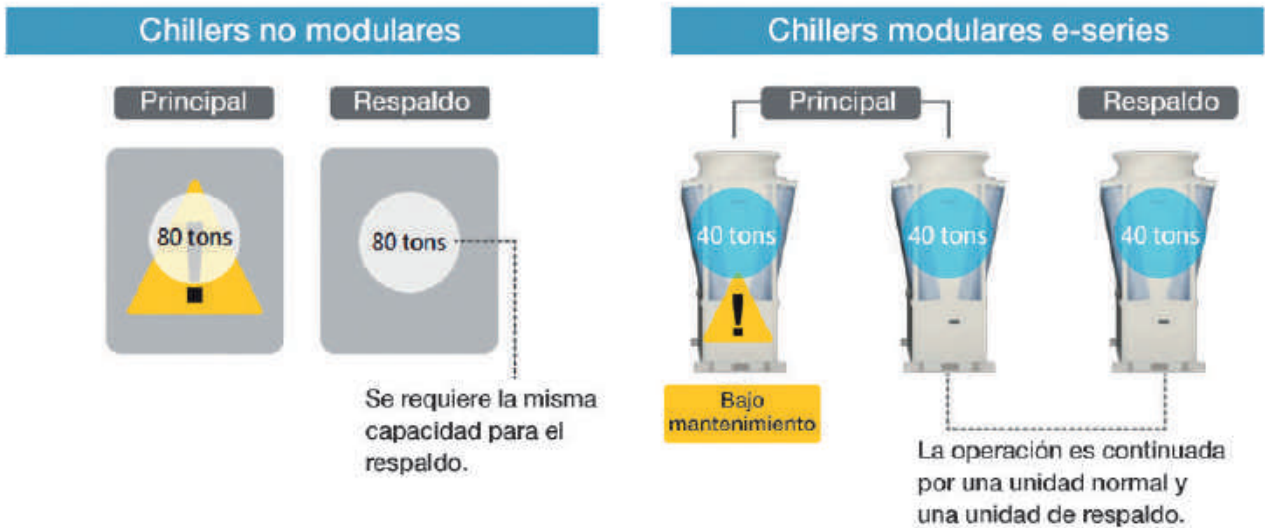 Chillers no modulares
Principal
Respaldo
80 tons
80 tons
Se requiere la misma
capacidad para el
respaldo.
Chillers modulares e-series
Principal
Respaldo
40 tons
40 tons
40 tons
Bajo
mantenimiento
La operación es continuada
por una unidad normal y
una unidad de respaldo.